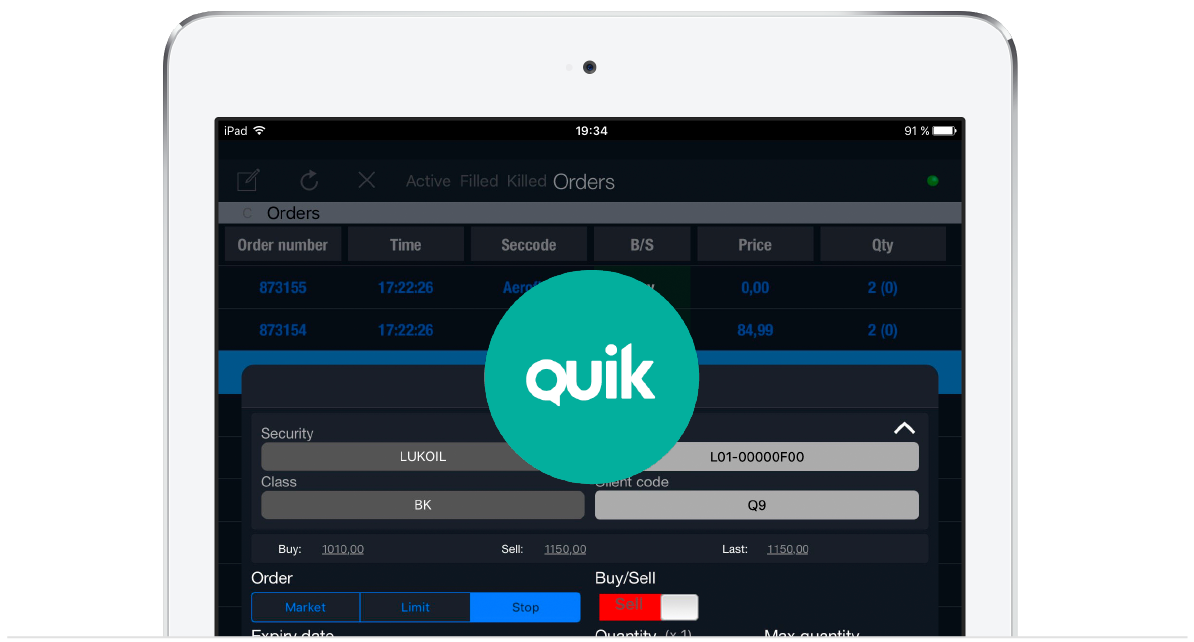 iPad 19:34 91 %
Active Filled Killed Orders
C Orders
Order number Time Seccode B/S Price Qty
873155 17:22:26 0,00 2 (0)
873154 17:22:26 84,99 2 (0)
quik
Security
LUKOIL L01-00000F00
Class Client code
BK Q9
Buy: 1010,00 Sell: 1150,00 Last: 1150,00
Order Buy/Sell
Market Limit Stop Sell
Expiry date Quantity (x 1) Max quantity